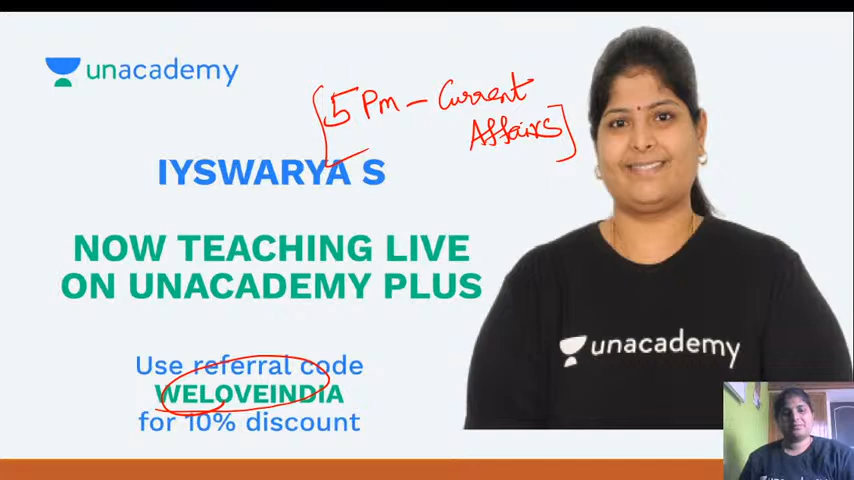 unacademy
5 Pm - Current
Affairs
IYSWARYA S
NOW TEACHING LIVE
ON UNACADEMY PLUS
Use referral code
WELOVEINDIA
for 10% discount
unacademy